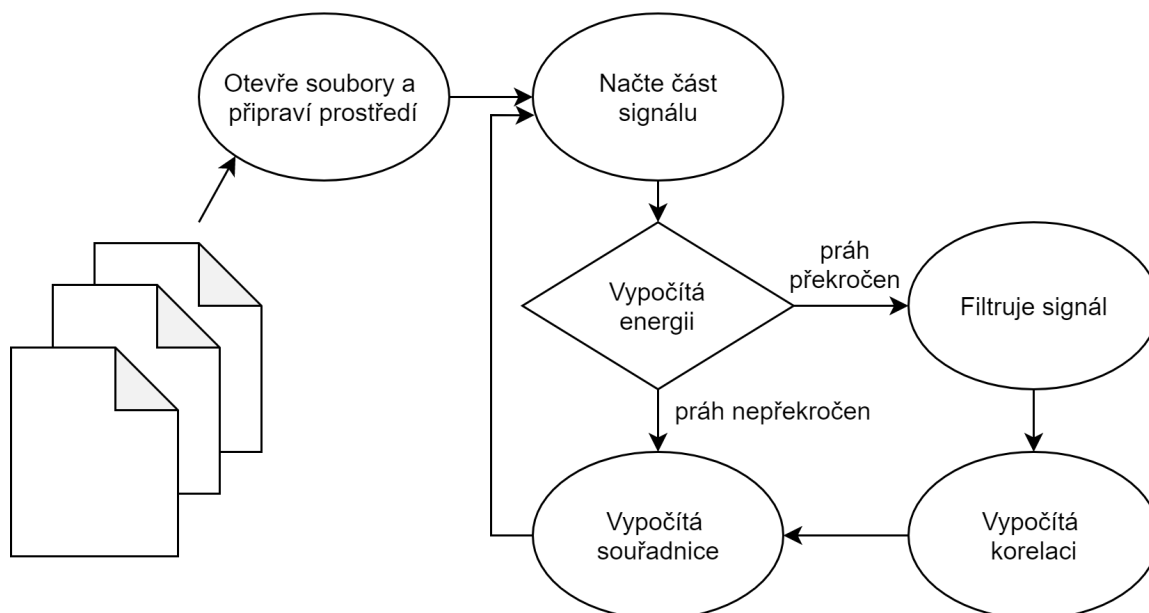 Otevře soubory a
připraví prostředí
Načte část
signálu
Vypočítá
energii
práh
překročen
Filtruje signál
práh nepřekročen
Vypočítá
souřadnice
Vypočítá
korelaci